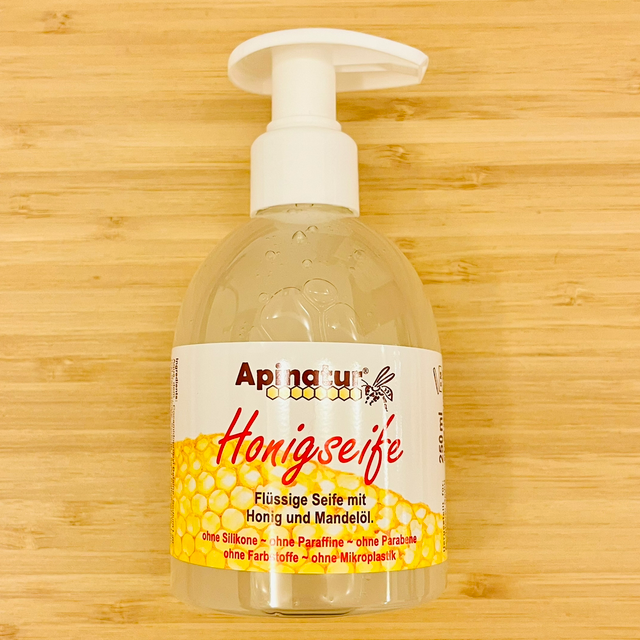 Apinatur®
Honigseife
Flüssige Seife mit
Honig und Mandelöl.
ohne Silikone ~ ohne Paraffine ~ ohne Parabene
ohne Farbstoffe ~ ohne Mikroplastik
250 ml